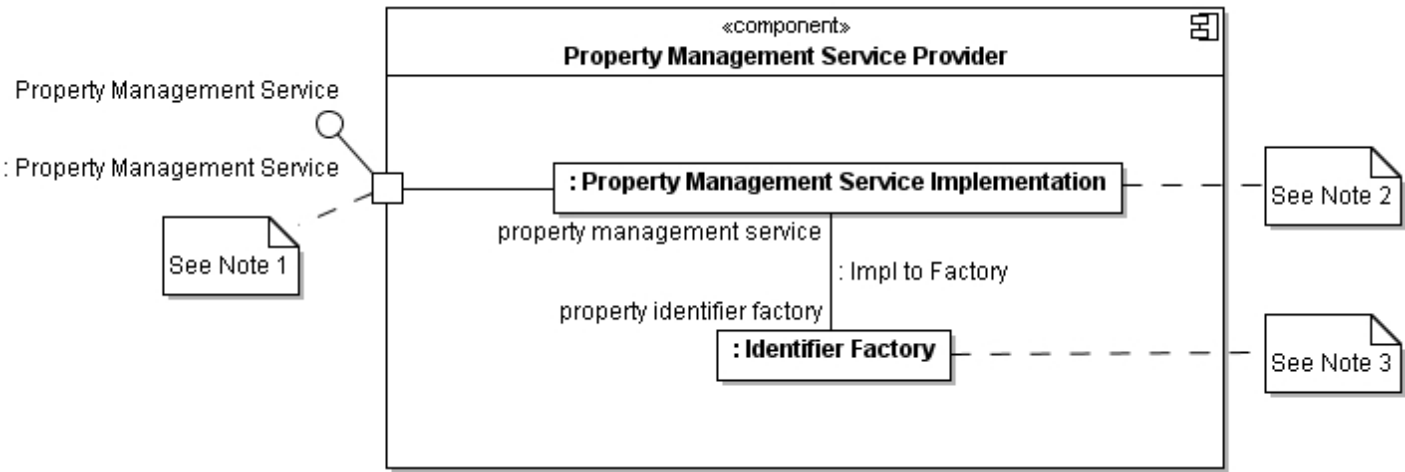 «component»
Property Management Service Provider
Property Management Service
: Property Management Service
: Property Management Service Implementation
See Note 2
property management service
See Note 1
: Impl to Factory
property identifier factory
: Identifier Factory
See Note 3